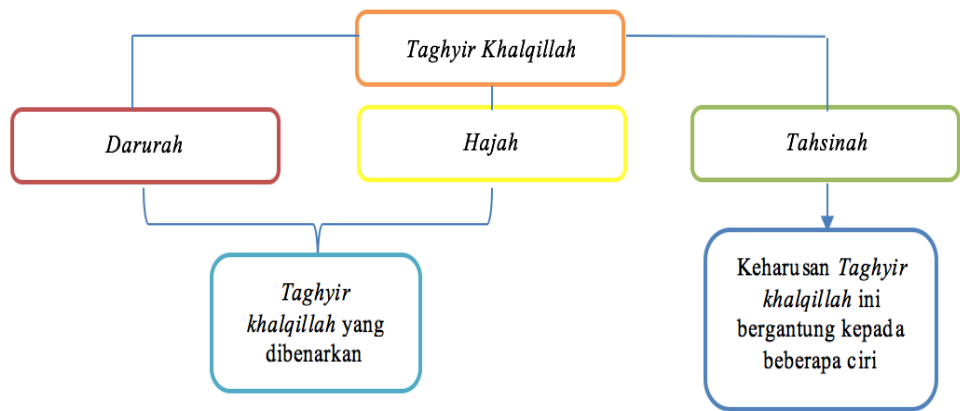 Taghyir Khalqillah
Darurah
Hajah
Tahsinah
Taghyir
khalqillah yang
dibenarkan
Keharusan Taghyir
khalqillah ini
bergantung kepada
beberapa ciri